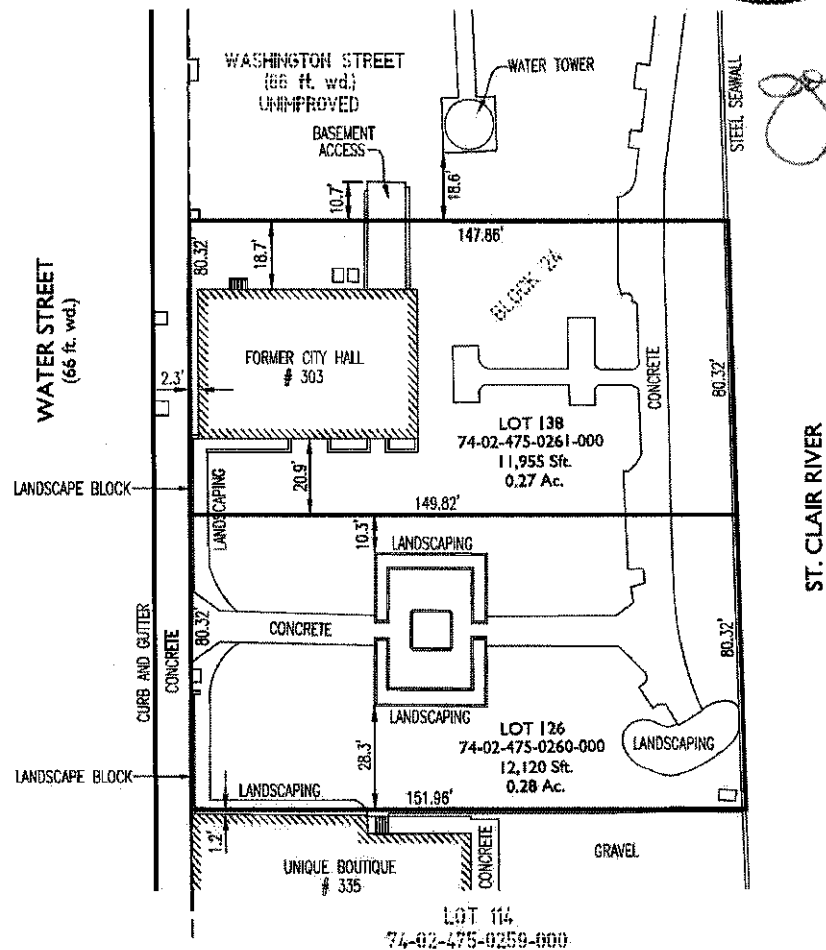 WASHINGTON STREET
(66 ft. wd.)
UNIMPROVED
WATER TOWER
STEEL SEAWALL
BASEMENT
ACCESS
10.7'
18.6'
147.86'
80.32'
18.7'
BLOCK 24
WATER STREET
(66 ft. wd.)
FORMER CITY HALL
# 303
2.3'
CONCRETE
80.32'
LOT 138
74-02-475-0261-000
11,955 Sft.
0.27 Ac.
ST. CLAIR RIVER
LANDSCAPE BLOCK
LANDSCAPING
20.9'
149.82'
10.3'
LANDSCAPING
CONCRETE
80.32'
80.32'
CURB AND GUTTER
CONCRETE
LANDSCAPING
28.3'
LOT 126
74-02-475-0260-000
12,120 Sft.
0.28 Ac.
LANDSCAPING
LANDSCAPE BLOCK
LANDSCAPING
151.96'
1.2'
UNIQUE BOUTIQUE
# 335
CONCRETE
GRAVEL
LOT 114
74-02-475-0259-000